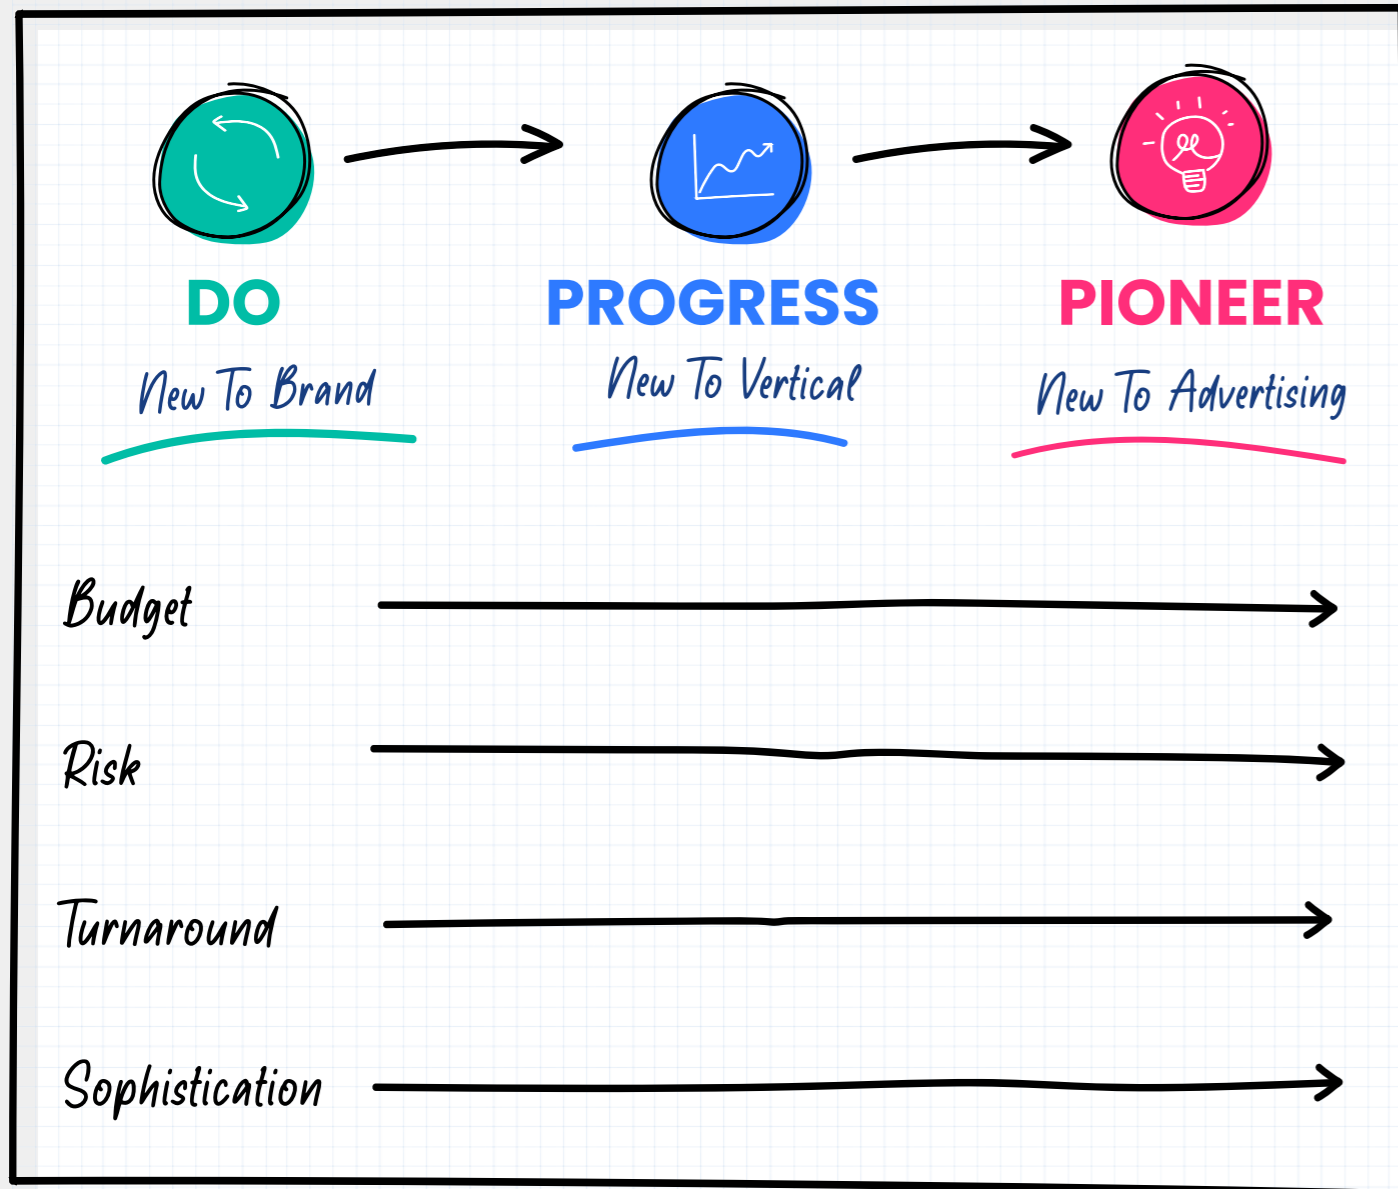 DO
PROGRESS
PIONEER
New To Brand
New To Vertical
New To Advertising
Budget
Risk
Turnaround
Sophistication